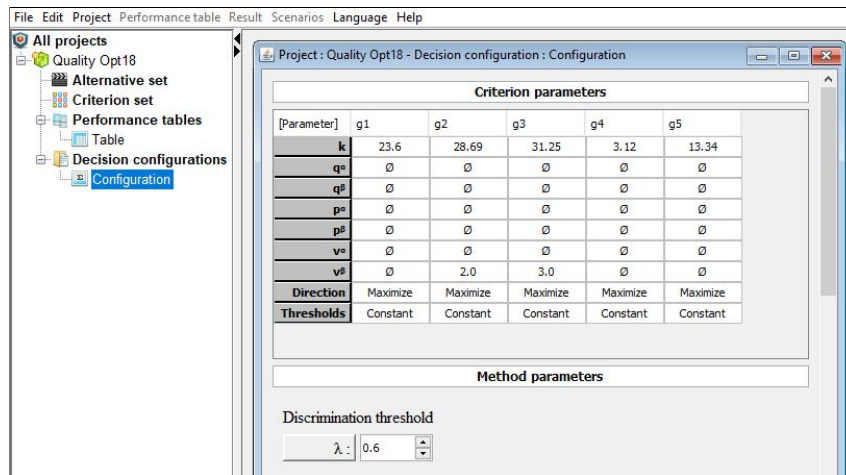 File Edit Project Performance table Result Scenarios Language Help
All projects
Quality Opt18
Alternative set
Criterion set
Performance tables
Table
Decision configurations
Configuration
Project : Quality Opt18 - Decision configuration : Configuration
Criterion parameters
[Parameter] g1 g2 g3 g4 g5
k 23.6 28.69 31.25 3.12 13.34
qα Ø Ø Ø Ø Ø
qβ Ø Ø Ø Ø Ø
pα Ø Ø Ø Ø Ø
pβ Ø Ø Ø Ø Ø
vα Ø Ø Ø Ø Ø
vβ Ø 2.0 3.0 Ø Ø
Direction Maximize Maximize Maximize Maximize Maximize
Thresholds Constant Constant Constant Constant Constant
Method parameters
Discrimination threshold
λ : 0.6